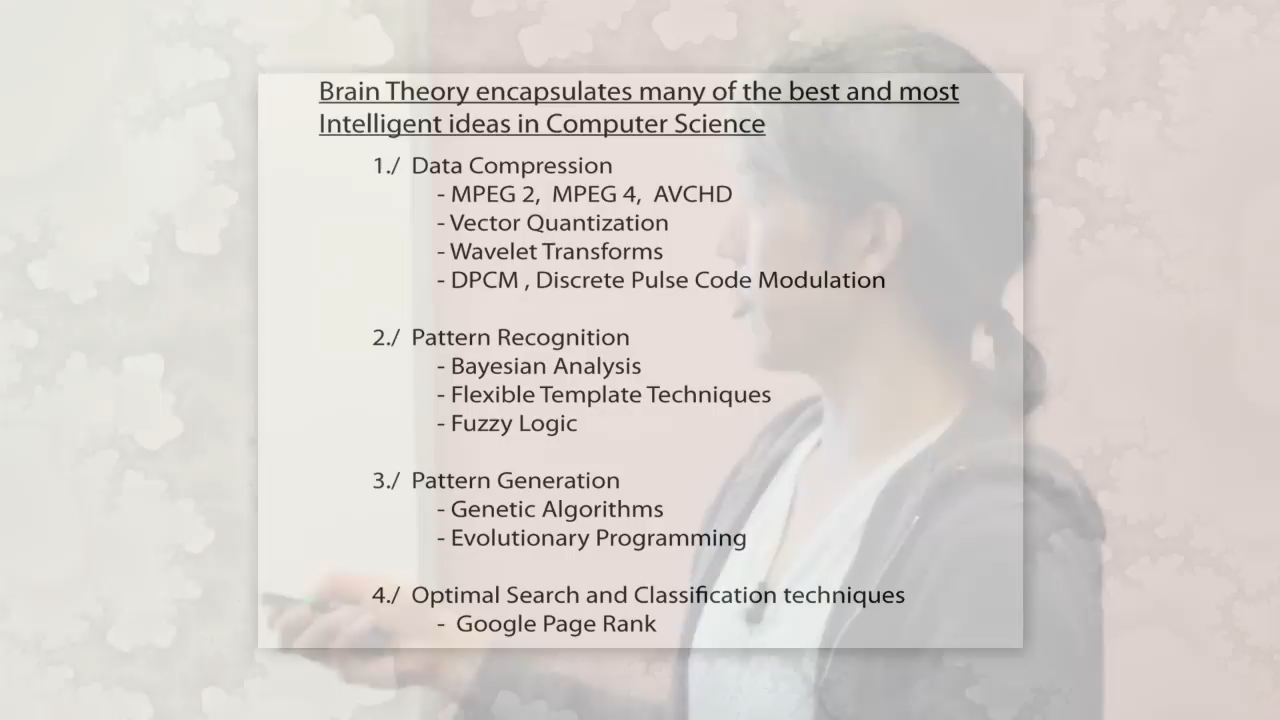 Brain Theory encapsulates many of the best and most
Intelligent ideas in Computer Science
1./ Data Compression
- MPEG 2, MPEG 4, AVCHD
- Vector Quantization
- Wavelet Transforms
- DPCM , Discrete Pulse Code Modulation
2./ Pattern Recognition
- Bayesian Analysis
- Flexible Template Techniques
- Fuzzy Logic
3./ Pattern Generation
- Genetic Algorithms
- Evolutionary Programming
4./ Optimal Search and Classification techniques
- Google Page Rank